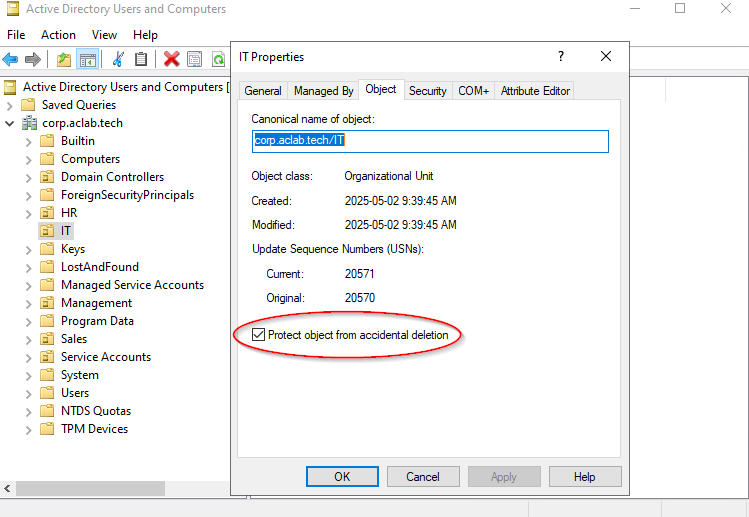 Active Directory Users and Computers
File Action View Help
Active Directory Users and Computers [
Saved Queries
corp.aclab.tech
Builtin
Computers
Domain Controllers
ForeignSecurityPrincipals
HR
IT
Keys
LostAndFound
Managed Service Accounts
Management
Program Data
Sales
Service Accounts
System
Users
NTDS Quotas
TPM Devices
IT Properties
General Managed By Object Security COM+ Attribute Editor
Canonical name of object:
corp.aclab.tech/IT
Object class: Organizational Unit
Created: 2025-05-02 9:39:45 AM
Modified: 2025-05-02 9:39:45 AM
Update Sequence Numbers (USNs):
Current: 20571
Original: 20570
Protect object from accidental deletion
OK Cancel Apply Help